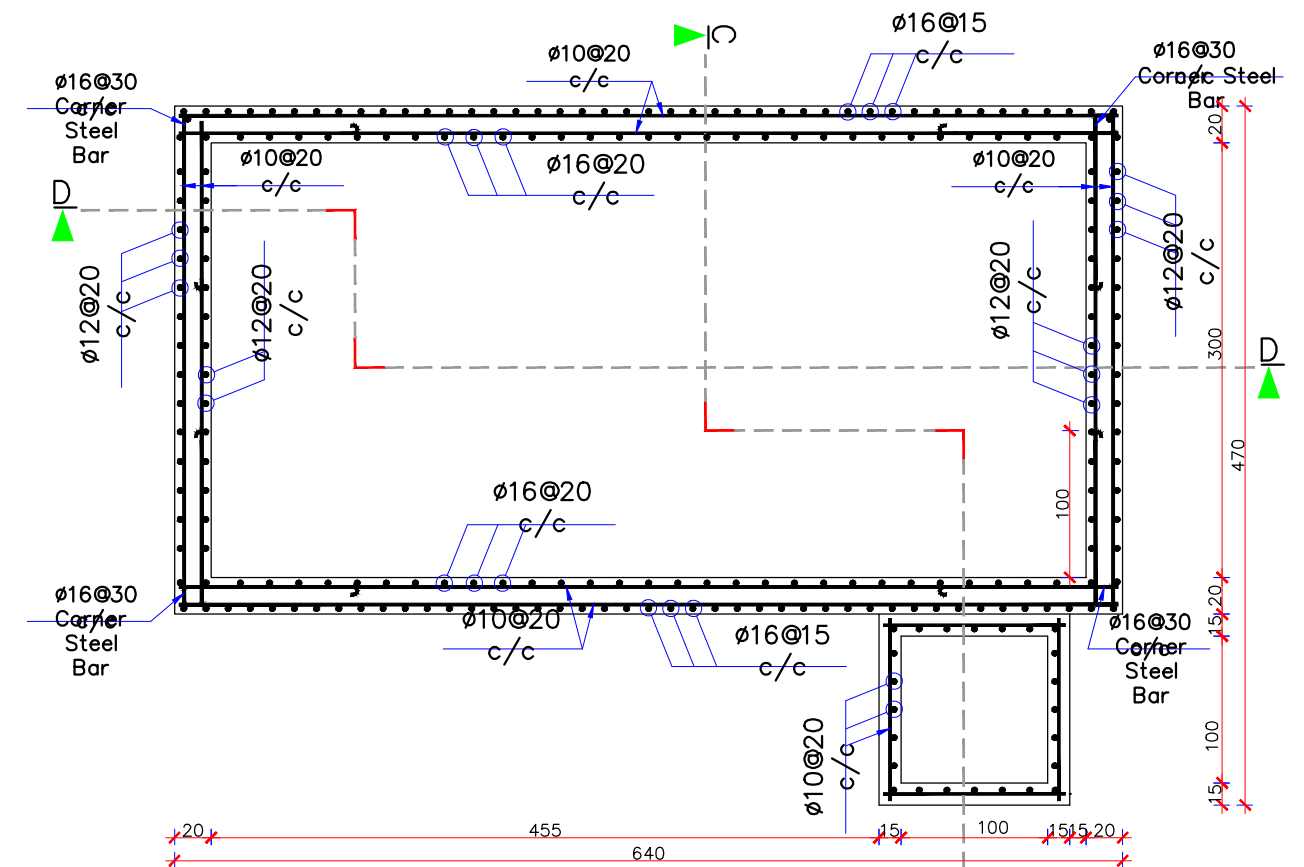 ø16@15
c/c
C
ø10@20
c/c
ø16@30
Corner Steel
c/c
Bar
ø16@30
Corner
c/c
Steel
Bar
20
ø10@20
c/c
ø16@20
c/c
ø10@20
c/c
D
ø12@20
c/c
ø12@20
c/c
ø12@20
c/c
ø12@20
c/c
300
D
470
ø16@20
c/c
100
ø16@30
Corner
c/c
Steel
Bar
ø10@20
c/c
ø16@15
c/c
20
15
ø16@30
Corner
c/c
Steel
Bar
ø10@20
c/c
100
15
20
455
15
100
15
15
20
640